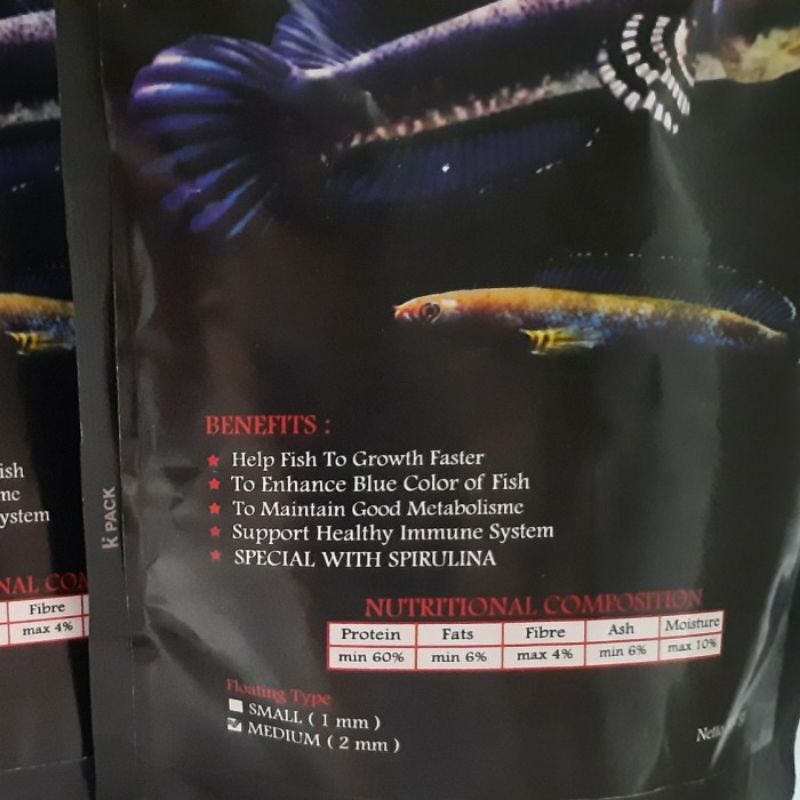 BENEFITS :
Help Fish To Growth Faster
To Enhance Blue Color of Fish
To Maintain Good Metabolisme
Support Healthy Immune System
SPECIAL WITH SPIRULINA
K PACK
NUTRITIONAL COMPOSITION
Protein Fats Fibre Ash Moisture
min 60% min 6% max 4% min 6% max 10%
Floating Type
SMALL ( 1 mm )
MEDIUM ( 2 mm )
ish
me
ystem
NAL COM
Fibre
max 4%